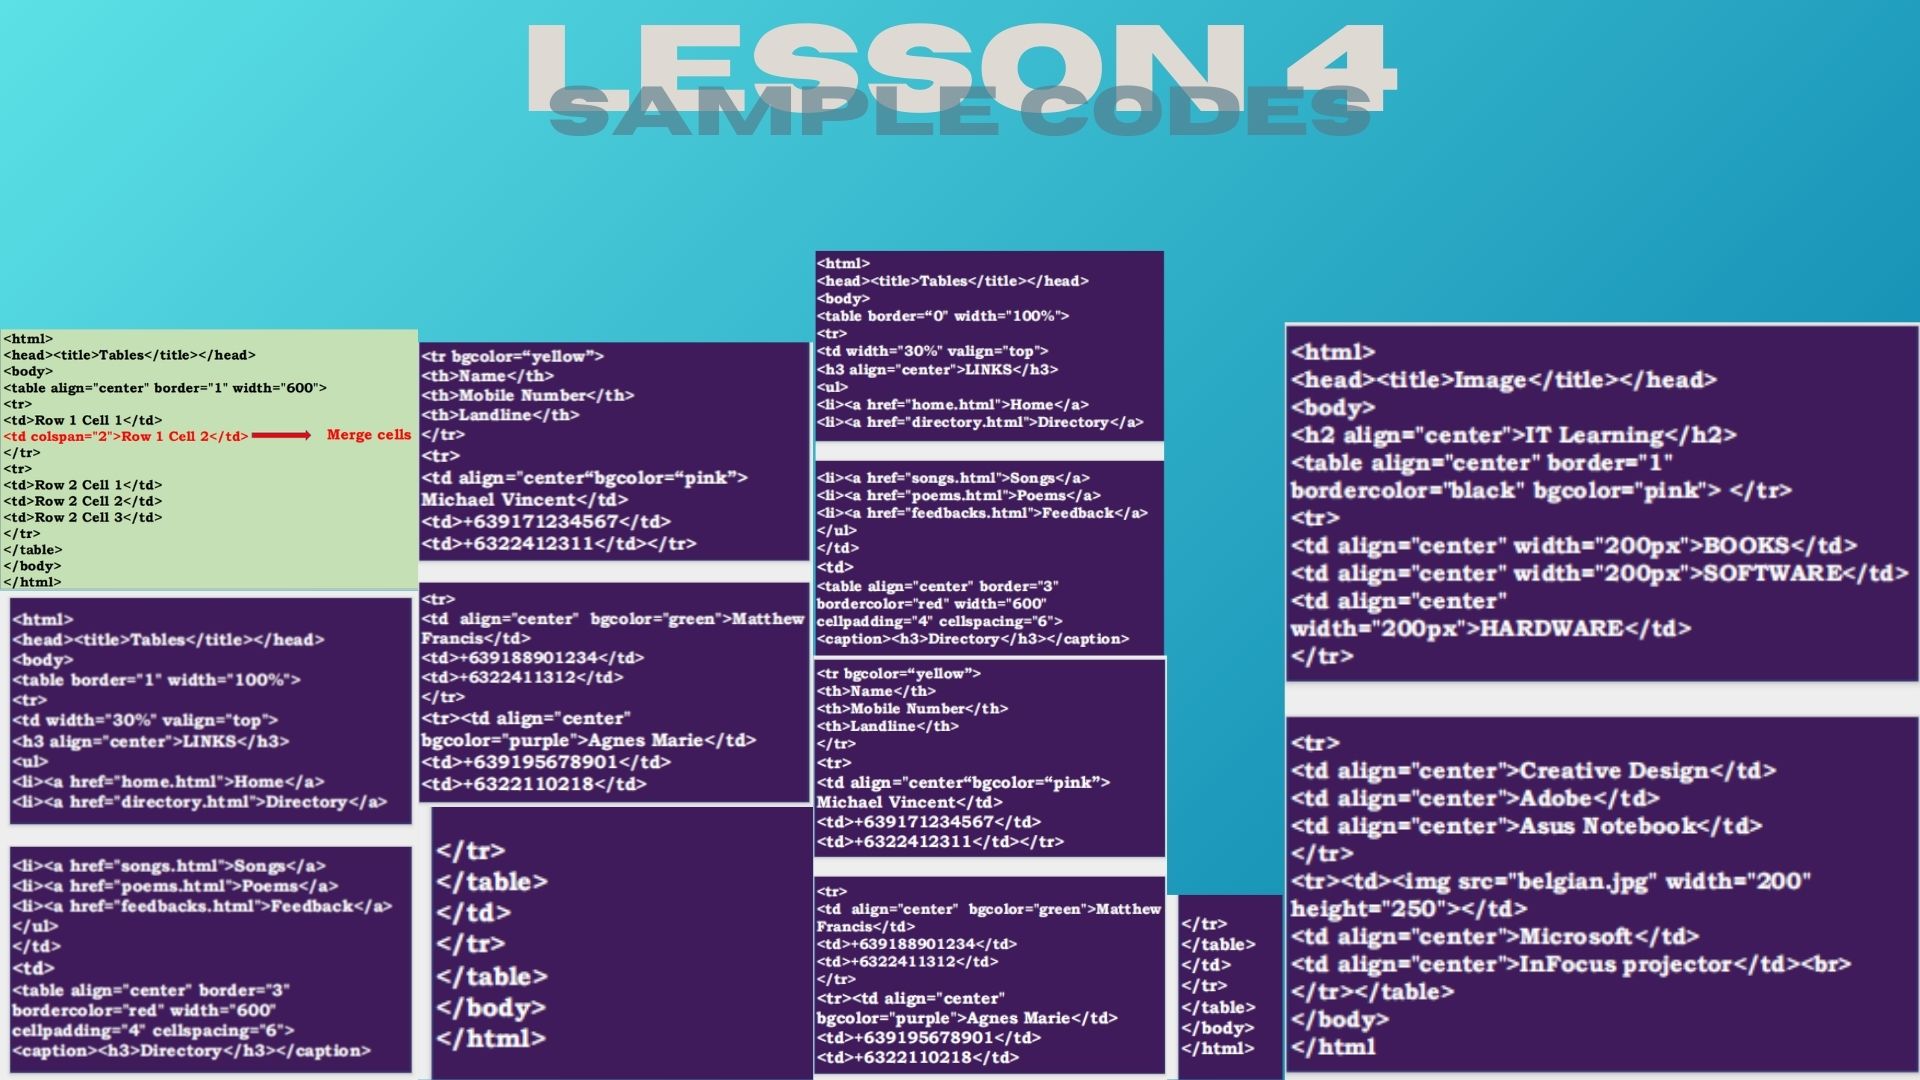 LESSON 4
SAMPLE CODES
<html>
<head><title>Tables</title></head>
<body>
<table align="center" border="1" width="600">
<tr>
<td>Row 1 Cell 1</td>
<td colspan="2">Row 1 Cell 2</td> Merge cells
</tr>
<tr>
<td>Row 2 Cell 1</td>
<td>Row 2 Cell 2</td>
<td>Row 2 Cell 3</td>
</tr>
</table>
</body>
</html>
<html>
<head><title>Tables</title></head>
<body>
<table border="1" width="100%">
<tr>
<td width="30%" valign="top">
<h3 align="center">LINKS</h3>
<ul>
<li><a href="home.html">Home</a>
<li><a href="directory.html">Directory</a>
<li><a href="songs.html">Songs</a>
<li><a href="poems.html">Poems</a>
<li><a href="feedbacks.html">Feedback</a>
</ul>
</td>
<td>
<table align="center" border="3"
bordercolor="red" width="600"
cellpadding="4" cellspacing="6">
<caption><h3>Directory</h3></caption>
<tr bgcolor=“yellow”>
<th>Name</th>
<th>Mobile Number</th>
<th>Landline</th>
</tr>
<tr>
<td align="center“bgcolor=“pink”>
Michael Vincent</td>
<td>+639171234567</td>
<td>+6322412311</td></tr>
<tr>
<td align="center" bgcolor="green">Matthew
Francis</td>
<td>+639188901234</td>
<td>+6322411312</td>
</tr>
<tr><td align="center"
bgcolor="purple">Agnes Marie</td>
<td>+639195678901</td>
<td>+6322110218</td>
</tr>
</table>
</td>
</tr>
</table>
</body>
</html>
<html>
<head><title>Tables</title></head>
<body>
<table border=“0" width="100%">
<tr>
<td width="30%" valign="top">
<h3 align="center">LINKS</h3>
<ul>
<li><a href="home.html">Home</a>
<li><a href="directory.html">Directory</a>
<li><a href="songs.html">Songs</a>
<li><a href="poems.html">Poems</a>
<li><a href="feedbacks.html">Feedback</a>
</ul>
</td>
<td>
<table align="center" border="3"
bordercolor="red" width="600"
cellpadding="4" cellspacing="6">
<caption><h3>Directory</h3></caption>
<tr bgcolor=“yellow”>
<th>Name</th>
<th>Mobile Number</th>
<th>Landline</th>
</tr>
<tr>
<td align="center“bgcolor=“pink”>
Michael Vincent</td>
<td>+639171234567</td>
<td>+6322412311</td></tr>
<tr>
<td align="center" bgcolor="green">Matthew
Francis</td>
<td>+639188901234</td>
<td>+6322411312</td>
</tr>
<tr><td align="center"
bgcolor="purple">Agnes Marie</td>
<td>+639195678901</td>
<td>+6322110218</td>
</tr>
</table>
</td>
</tr>
</table>
</body>
</html>
<html>
<head><title>Image</title></head>
<body>
<h2 align="center">IT Learning</h2>
<table align="center" border="1"
bordercolor="black" bgcolor="pink"> </tr>
<tr>
<td align="center" width="200px">BOOKS</td>
<td align="center" width="200px">SOFTWARE</td>
<td align="center"
width="200px">HARDWARE</td>
</tr>
<tr>
<td align="center">Creative Design</td>
<td align="center">Adobe</td>
<td align="center">Asus Notebook</td>
</tr>
<tr><td><img src="belgian.jpg" width="200"
height="250"></td>
<td align="center">Microsoft</td>
<td align="center">InFocus projector</td><br>
</tr></table>
</body>
</html